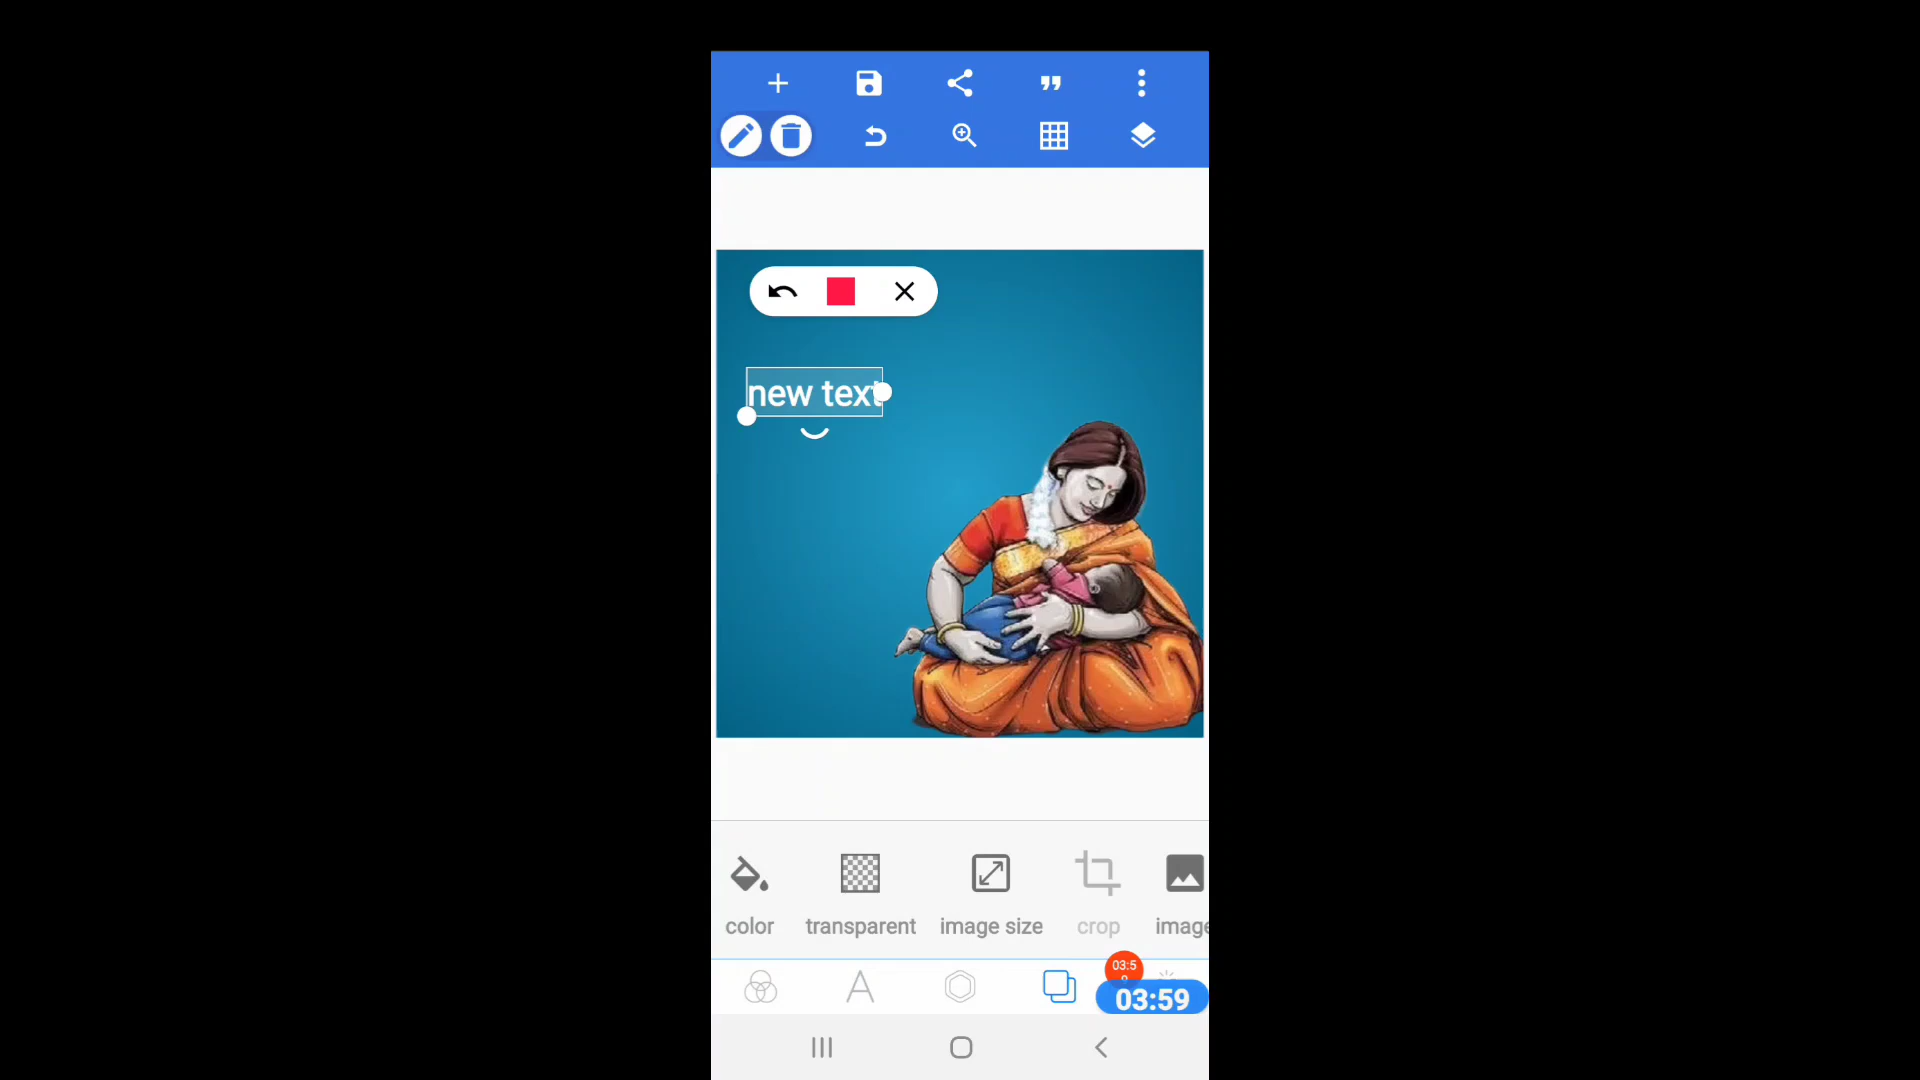 new text
color
transparent
image size
crop
image
03:5
03:59